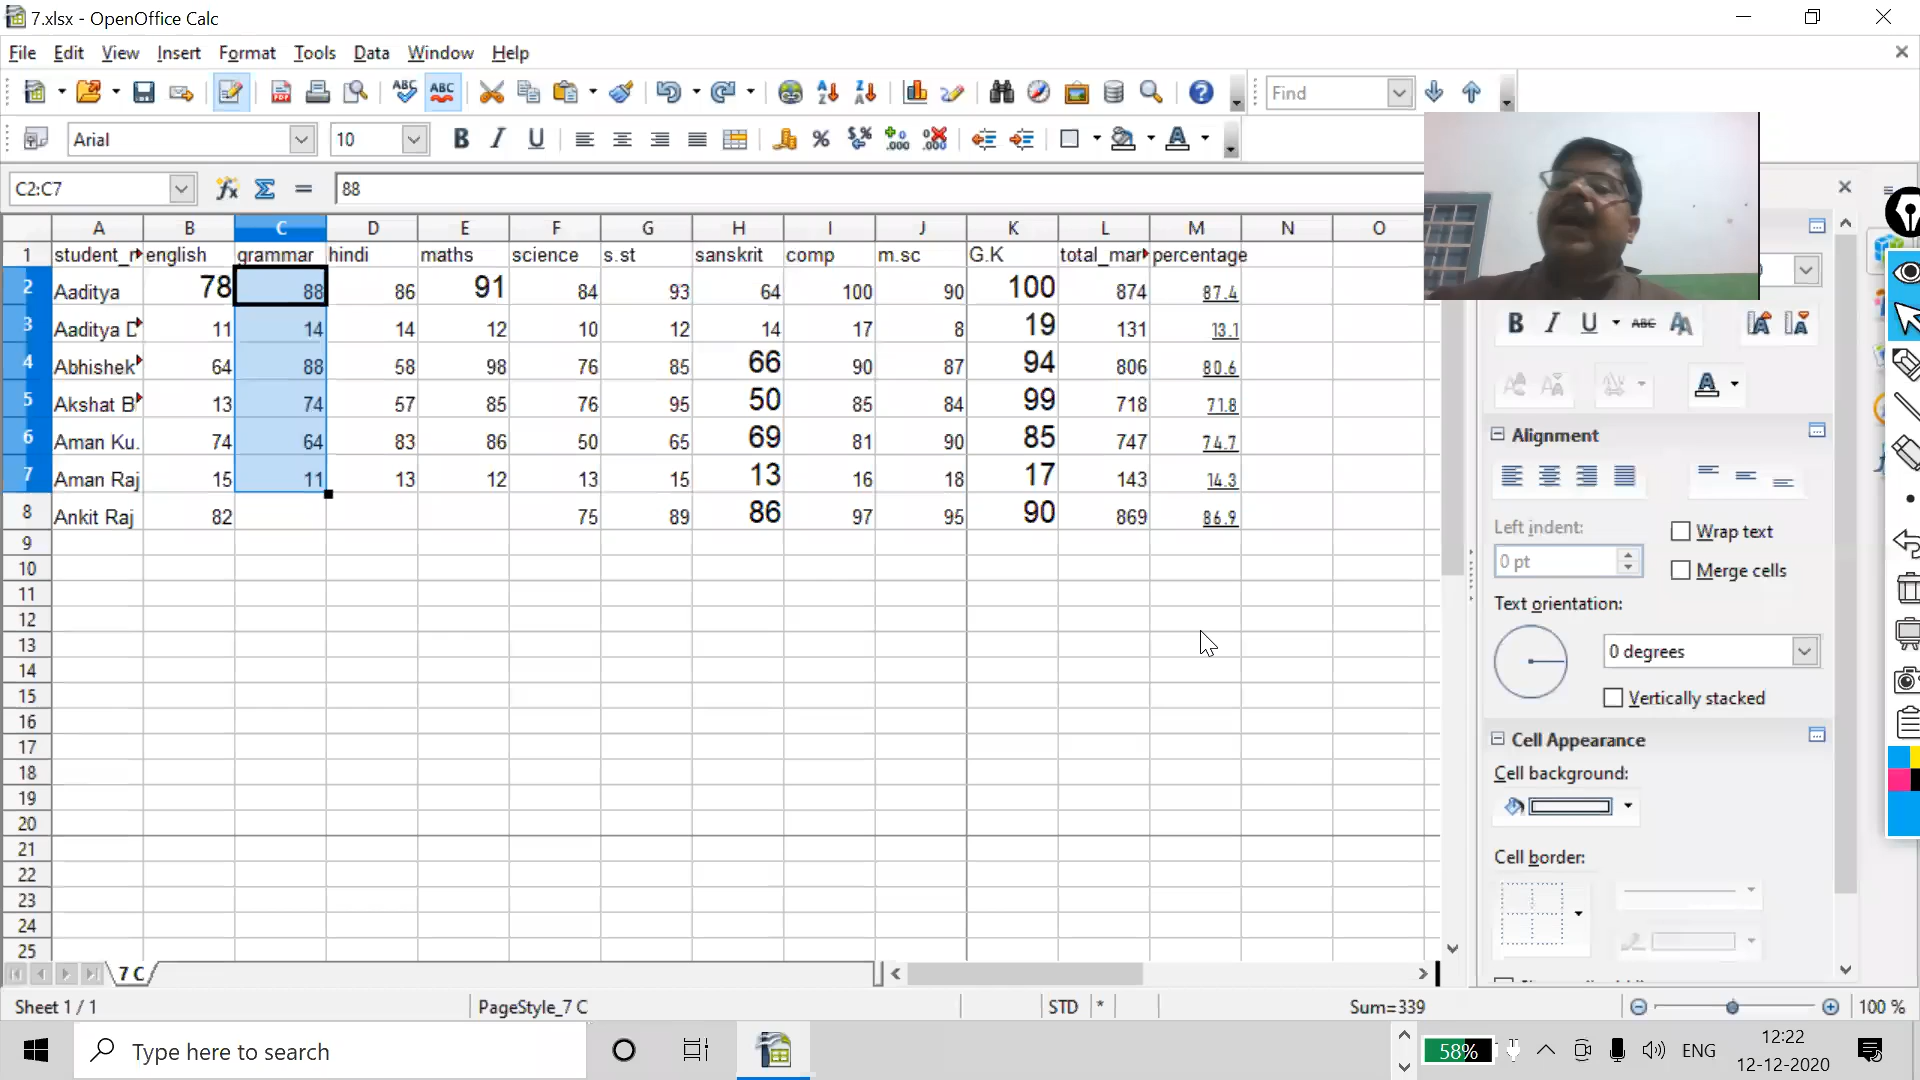 7.xlsx - OpenOffice Calc
File Edit View Insert Format Tools Data Window Help
Find
Arial 10
C2:C7 88
A B C D E F G H I J K L M N O
1 student_n english grammar hindi maths science s.st sanskrit comp m.sc G.K total_mar percentage
2 Aaditya 78 88 86 91 84 93 64 100 90 100 874 87.4
3 Aaditya 11 14 14 12 10 12 14 17 8 19 131 13.1
4 Abhishek 64 88 58 98 76 85 66 90 87 94 806 80.6
5 Akshat B 13 74 57 85 76 95 50 85 84 99 718 71.8
6 Aman Ku. 74 64 83 86 50 65 69 81 90 85 747 74.7
7 Aman Raj 15 11 13 12 13 15 13 16 18 17 143 14.3
8 Ankit Raj 82 75 89 86 97 95 90 869 86.9
9
10
11
12
13
14
15
16
17
18
19
20
21
22
23
24
25
Alignment
Left indent:
Wrap text
0 pt
Merge cells
Text orientation:
0 degrees
Vertically stacked
Cell Appearance
Cell background:
Cell border:
7 C
Sheet 1 / 1 PageStyle_7 C STD * Sum=339 100 %
Type here to search
58% ENG 12:22
12-12-2020